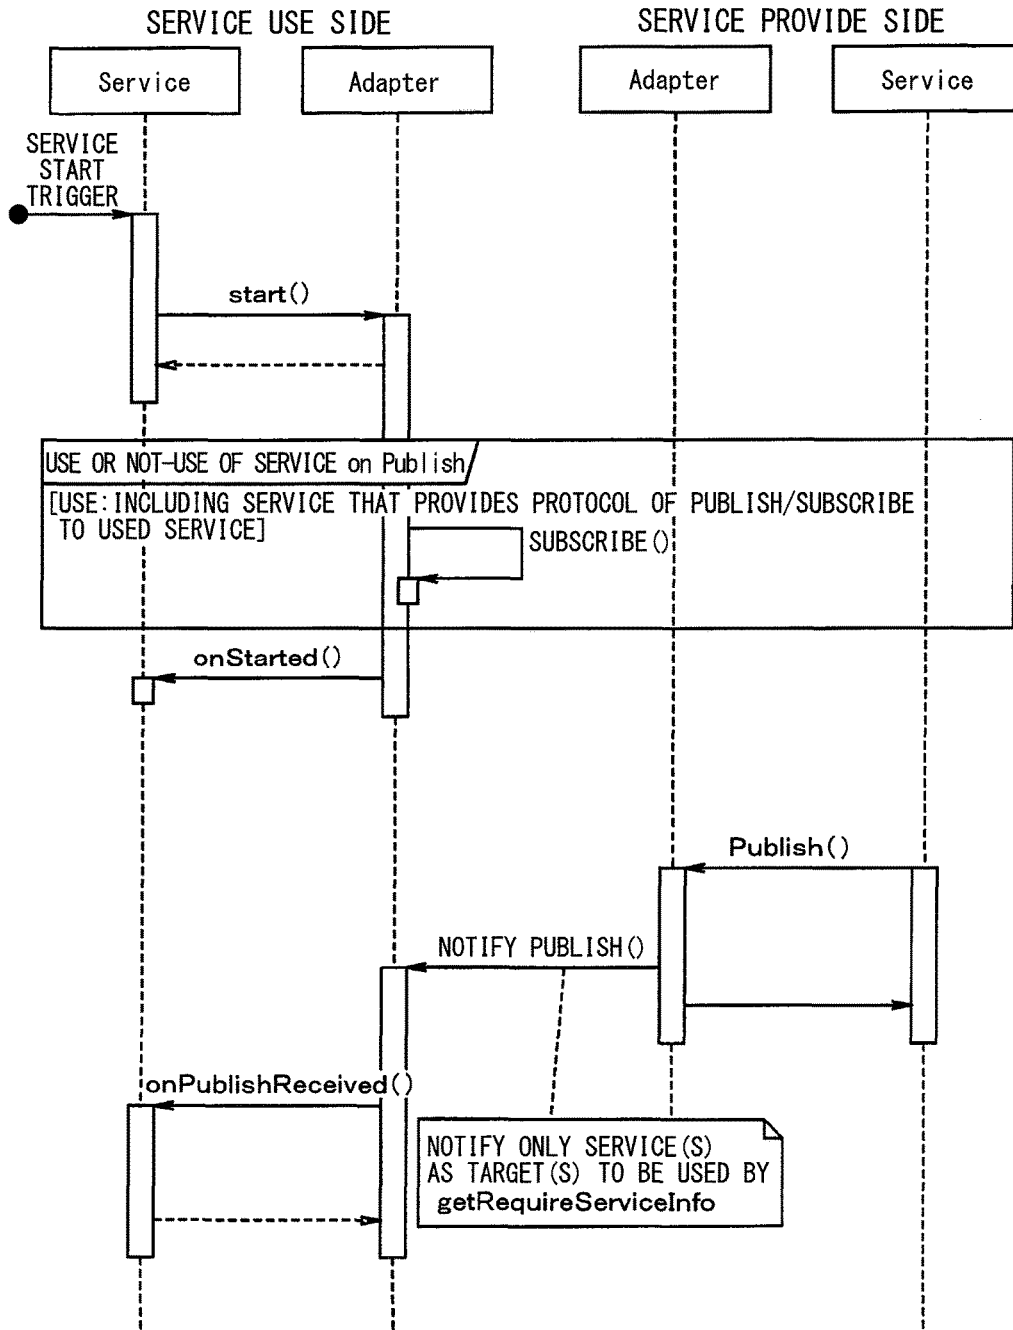 SERVICE USE SIDE
SERVICE PROVIDE SIDE
Service
Adapter
Adapter
Service
SERVICE
START
TRIGGER
start()
USE OR NOT-USE OF SERVICE on Publish
[USE:INCLUDING SERVICE THAT PROVIDES PROTOCOL OF PUBLISH/SUBSCRIBE
TO USED SERVICE]
SUBSCRIBE()
onStarted()
Publish()
NOTIFY PUBLISH()
onPublishReceived()
NOTIFY ONLY SERVICE(S)
AS TARGET(S) TO BE USED BY
getRequireServiceInfo